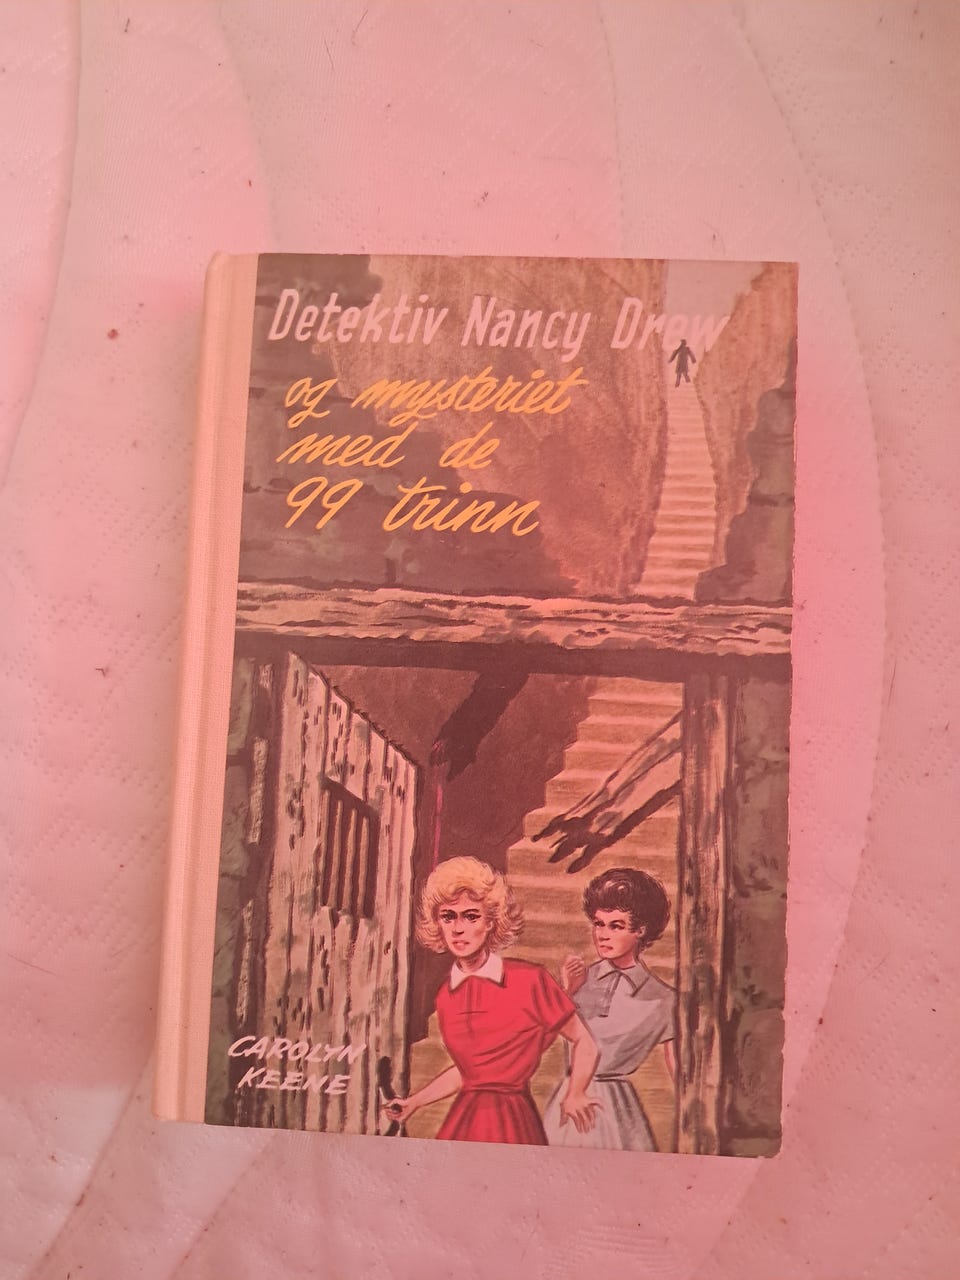 Detektiv Nancy Drew
og mysteriet
med de
99 trinn
CAROLYN
KEENE